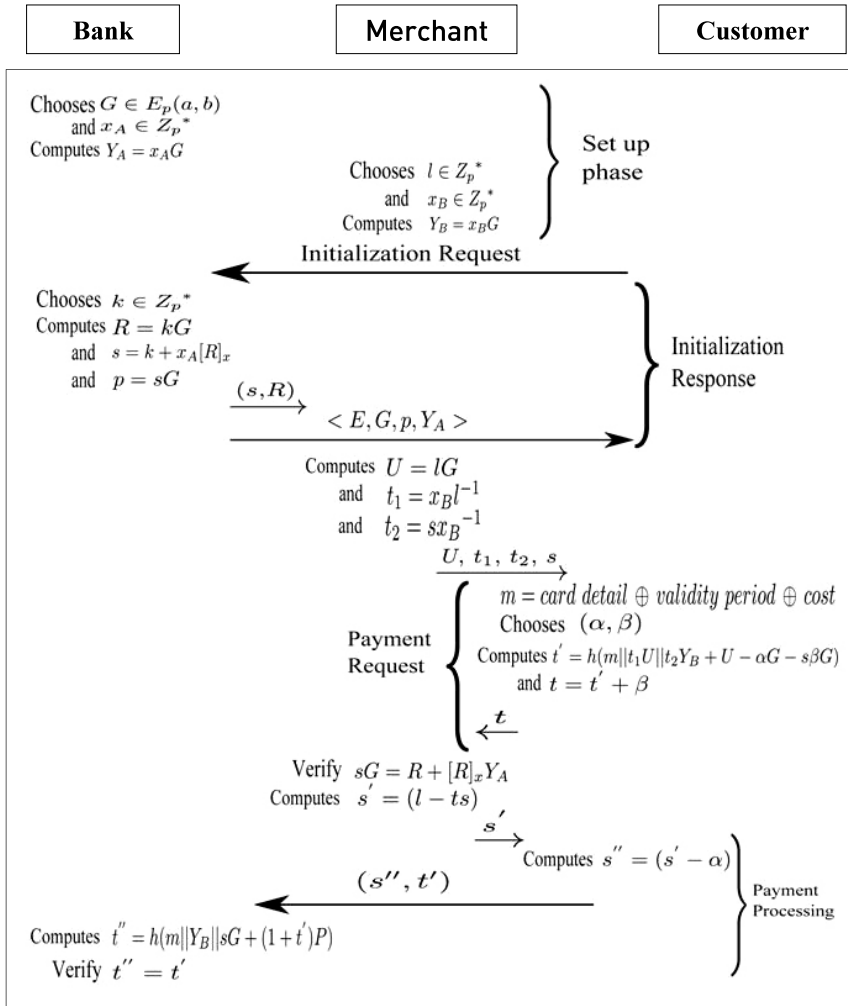 Bank
Merchant
Customer
Chooses G ∈ E_p(a, b)
and x_A ∈ Z_p*
Computes Y_A = x_A G
Chooses l ∈ Z_p*
and x_B ∈ Z_p*
Computes Y_B = x_B G
Set up
phase
Initialization Request
Chooses k ∈ Z_p*
Computes R = kG
and s = k + x_A[R]_x
and p = sG
Initialization
Response
(s, R)
< E, G, p, Y_A >
Computes U = lG
and t_1 = x_B l^{-1}
and t_2 = s x_B^{-1}
U, t_1, t_2, s
m = card detail ⊕ validity period ⊕ cost
Chooses (α, β)
Computes t' = h(m||t_1U||t_2Y_B + U − αG − sβG)
and t = t' + β
Payment
Request
t
Verify sG = R + [R]_x Y_A
Computes s' = (l − ts)
s'
Computes s'' = (s' − α)
Payment
Processing
(s'', t')
Computes t'' = h(m||Y_B||sG + (1 + t')P)
Verify t'' = t'